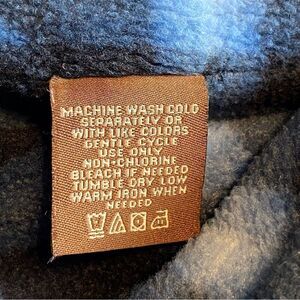 MACHINE WASH COLD
SEPARATELY OR
WITH LIKE COLORS
GENTLE CYCLE
USE ONLY
NON-CHLORINE
BLEACH IF NEEDED
TUMBLE DRY LOW
WARM IRON WHEN
NEEDED